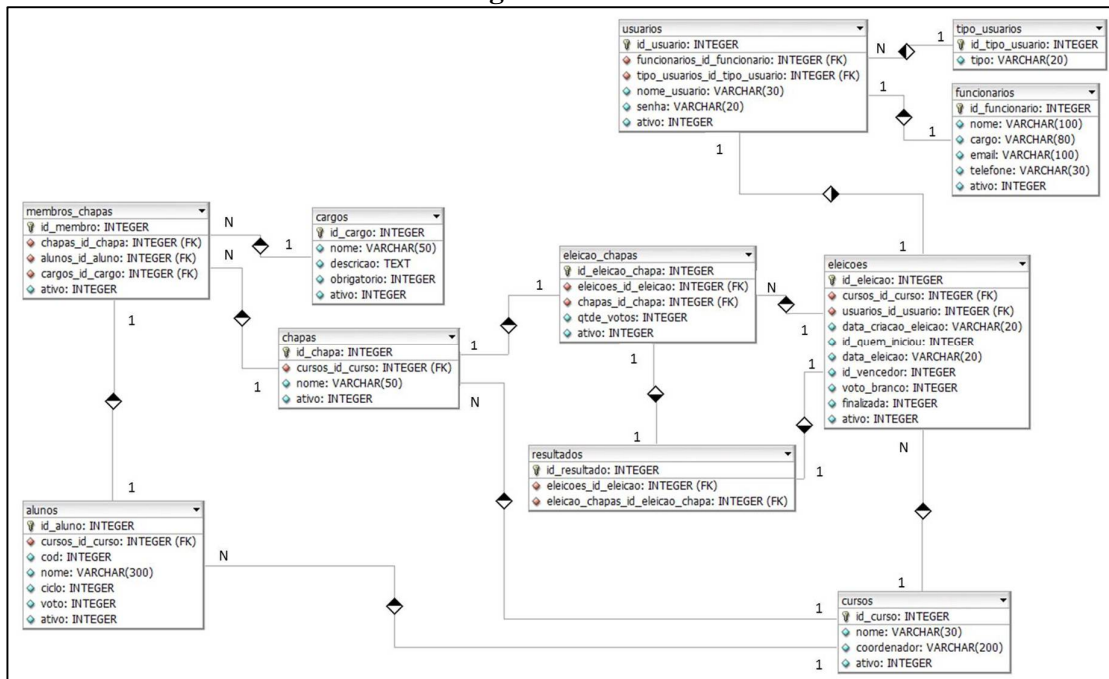 g
usuarios
id_usuario: INTEGER
funcionarios_id_funcionario: INTEGER (FK)
tipo_usuarios_id_tipo_usuario: INTEGER (FK)
nome_usuario: VARCHAR(30)
senha: VARCHAR(20)
ativo: INTEGER
N
1
1
1
1
tipo_usuarios
id_tipo_usuario: INTEGER
tipo: VARCHAR(20)
funcionarios
id_funcionario: INTEGER
nome: VARCHAR(100)
cargo: VARCHAR(80)
email: VARCHAR(100)
telefone: VARCHAR(30)
ativo: INTEGER
membros_chapas
id_membro: INTEGER
chapas_id_chapa: INTEGER (FK)
alunos_id_aluno: INTEGER (FK)
cargos_id_cargo: INTEGER (FK)
ativo: INTEGER
N
N
1
1
cargos
id_cargo: INTEGER
nome: VARCHAR(50)
descricao: TEXT
obrigatorio: INTEGER
ativo: INTEGER
eleicao_chapas
id_eleicao_chapa: INTEGER
eleicoes_id_eleicao: INTEGER (FK)
chapas_id_chapa: INTEGER (FK)
qtde_votos: INTEGER
ativo: INTEGER
1
N
1
1
1
1
eleicoes
id_eleicao: INTEGER
cursos_id_curso: INTEGER (FK)
usuarios_id_usuario: INTEGER (FK)
data_criacao_eleicao: VARCHAR(20)
id_quem_iniciou: INTEGER
data_eleicao: VARCHAR(20)
id_vencedor: INTEGER
voto_branco: INTEGER
finalizada: INTEGER
ativo: INTEGER
N
chapas
id_chapa: INTEGER
cursos_id_curso: INTEGER (FK)
nome: VARCHAR(50)
ativo: INTEGER
1
1
N
resultados
id_resultado: INTEGER
eleicoes_id_eleicao: INTEGER (FK)
eleicao_chapas_id_eleicao_chapa: INTEGER (FK)
1
1
1
alunos
id_aluno: INTEGER
cursos_id_curso: INTEGER (FK)
cod: INTEGER
nome: VARCHAR(300)
ciclo: INTEGER
voto: INTEGER
ativo: INTEGER
N
1
1
1
cursos
id_curso: INTEGER
nome: VARCHAR(30)
coordenador: VARCHAR(200)
ativo: INTEGER